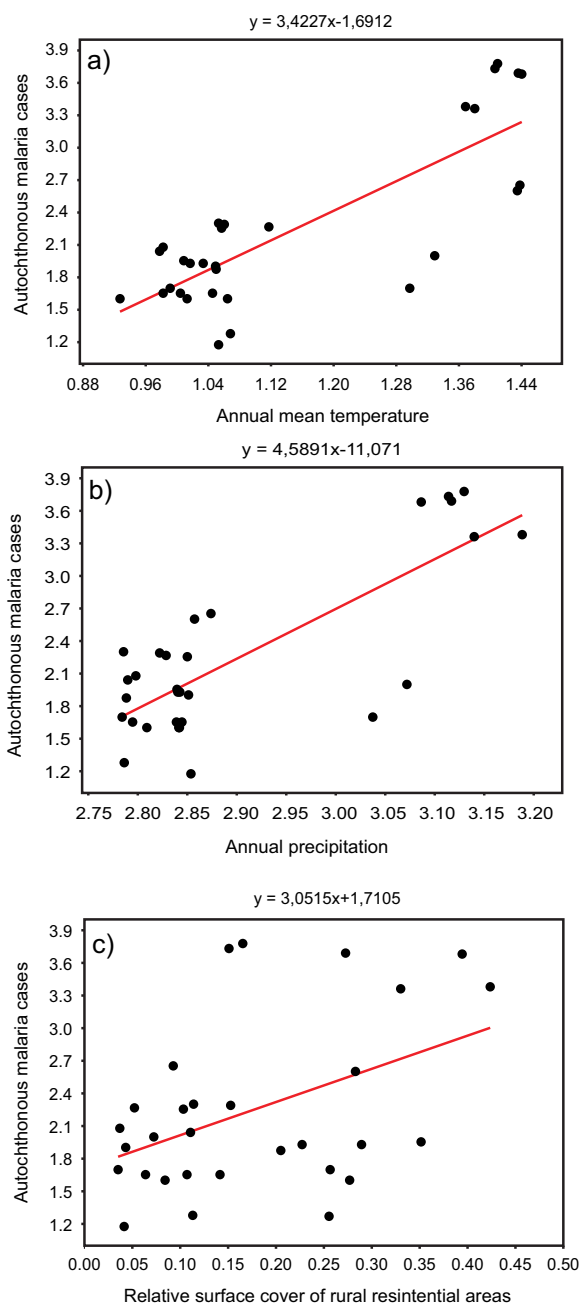 y = 3,4227x-1,6912
a)
3.9
3.6
3.3
3.0
2.7
2.4
2.1
1.8
1.5
1.2
Autochthonous malaria cases
0.88 0.96 1.04 1.12 1.20 1.28 1.36 1.44
Annual mean temperature
y = 4,5891x-11,071
b)
3.9
3.6
3.3
3.0
2.7
2.4
2.1
1.8
1.5
1.2
Autochthonous malaria cases
2.75 2.80 2.85 2.90 2.95 3.00 3.05 3.10 3.15 3.20
Annual precipitation
y = 3,0515x+1,7105
c)
3.9
3.6
3.3
3.0
2.7
2.4
2.1
1.8
1.5
1.2
Autochthonous malaria cases
0.00 0.05 0.10 0.15 0.20 0.25 0.30 0.35 0.40 0.45 0.50
Relative surface cover of rural resintential areas